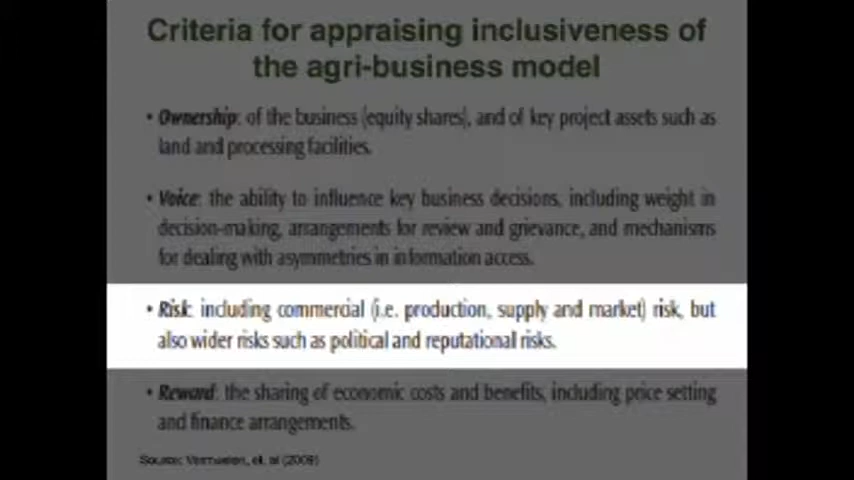 Criteria for appraising inclusiveness of
the agri-business model
• Ownership: of the business (equity shares), and of key project assets such as
land and processing facilities.
• Voice: the ability to influence key business decisions, including weight in
decision-making, arrangements for review and grievance, and mechanisms
for dealing with asymmetries in information access.
• Risk: including commercial (i.e. production, supply and market) risk, but
also wider risks such as political and reputational risks.
• Reward: the sharing of economic costs and benefits, including price setting
and finance arrangements.
Source: et. al